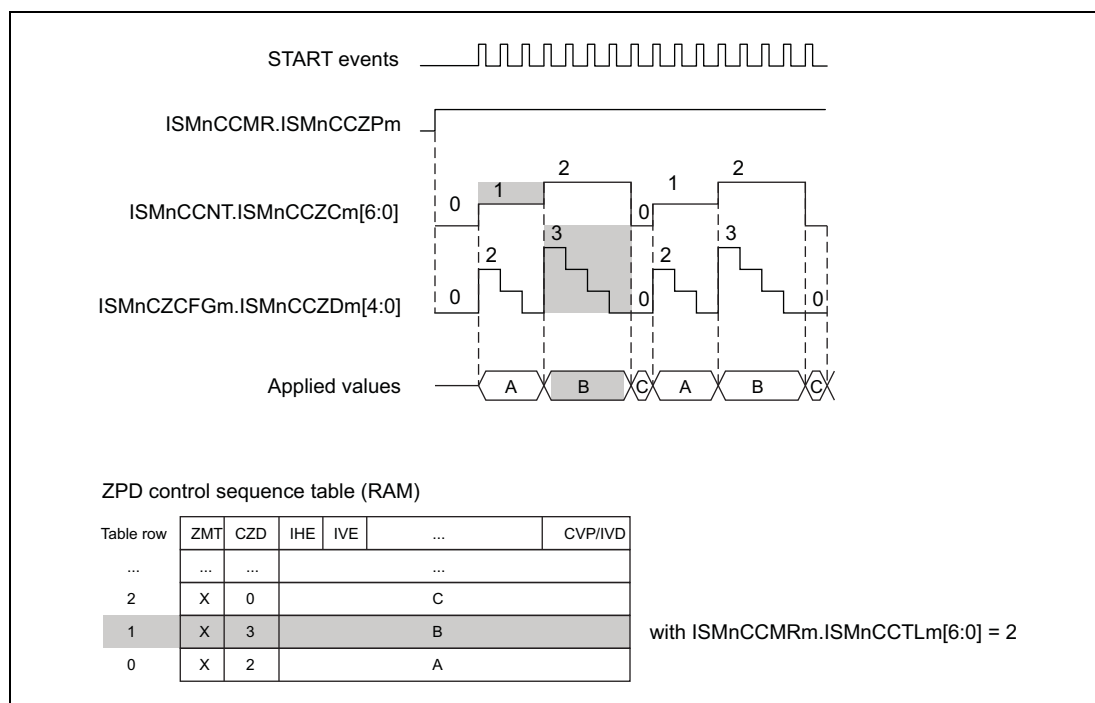 START events
ISMnCCMR.ISMnCCZPm
ISMnCCNT.ISMnCCZCm[6:0]
0 1 2 0 1 2
ISMnCZCFGm.ISMnCCZDm[4:0]
0 2 3 0 2 3 0
Applied values
A B C A B C
ZPD control sequence table (RAM)
Table row ZMT CZD IHE IVE ... CVP/IVD
... ... ... ...
2 X 0 C
1 X 3 B with ISMnCCMRm.ISMnCCTLm[6:0] = 2
0 X 2 A